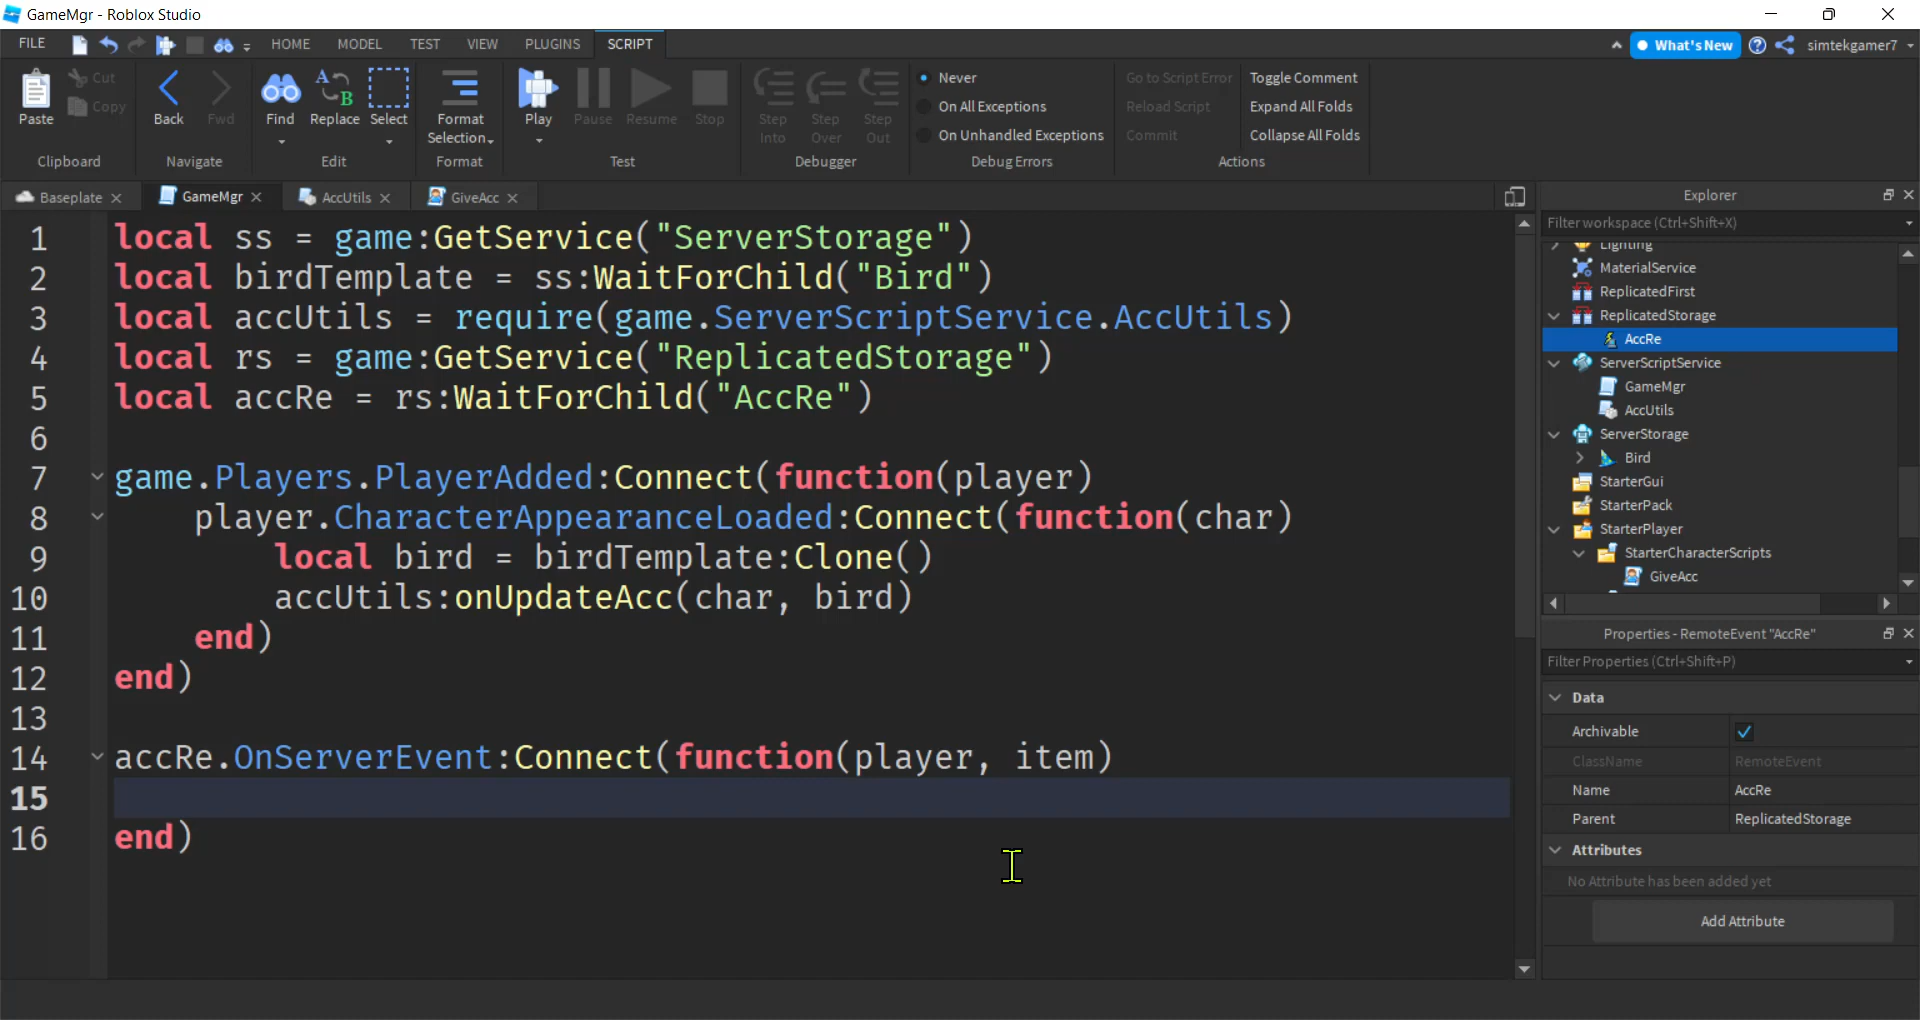 GameMgr - Roblox Studio
FILE HOME MODEL TEST VIEW PLUGINS SCRIPT What's New ? simtekgamer7
Paste Cut Copy Back Fwd Find Replace Select Format Selection Play Pause Resume Stop Step Into Step Over Step Out
Never
On All Exceptions
On Unhandled Exceptions
Go to Script Error
Reload Script
Commit
Toggle Comment
Expand All Folds
Collapse All Folds
Clipboard Navigate Edit Format Test Debugger Debug Errors Actions
Baseplate GameMgr AccUtils GiveAcc
1 local ss = game:GetService("ServerStorage")
2 local birdTemplate = ss:WaitForChild("Bird")
3 local accUtils = require(game.ServerScriptService.AccUtils)
4 local rs = game:GetService("ReplicatedStorage")
5 local accRe = rs:WaitForChild("AccRe")
6
7 game.Players.PlayerAdded:Connect(function(player)
8 player.CharacterAppearanceLoaded:Connect(function(char)
9 local bird = birdTemplate:Clone()
10 accUtils:onUpdateAcc(char, bird)
11 end)
12 end)
13
14 accRe.OnServerEvent:Connect(function(player, item)
15
16 end)
Explorer
Filter workspace (Ctrl+Shift+X)
Lighting
MaterialService
ReplicatedFirst
ReplicatedStorage
AccRe
ServerScriptService
GameMgr
AccUtils
ServerStorage
Bird
StarterGui
StarterPack
StarterPlayer
StarterCharacterScripts
GiveAcc
Properties - RemoteEvent "AccRe"
Filter Properties (Ctrl+Shift+P)
Data
Archivable
ClassName RemoteEvent
Name AccRe
Parent ReplicatedStorage
Attributes
No Attribute has been added yet
Add Attribute